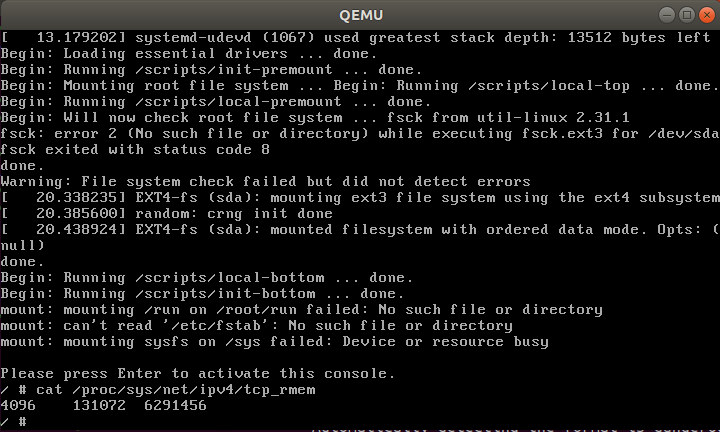 QEMU
[   13.179202] systemd-udevd (1067) used greatest stack depth: 13512 bytes left
Begin: Loading essential drivers ... done.
Begin: Running /scripts/init-premount ... done.
Begin: Mounting root file system ... Begin: Running /scripts/local-top ... done.
Begin: Running /scripts/local-premount ... done.
Begin: Will now check root file system ... fsck from util-linux 2.31.1
fsck: error 2 (No such file or directory) while executing fsck.ext3 for /dev/sda
fsck exited with status code 8
done.
Warning: File system check failed but did not detect errors
[   20.338235] EXT4-fs (sda): mounting ext3 file system using the ext4 subsystem
[   20.385600] random: crng init done
[   20.438924] EXT4-fs (sda): mounted filesystem with ordered data mode. Opts: (
null)
done.
Begin: Running /scripts/local-bottom ... done.
Begin: Running /scripts/init-bottom ... done.
mount: mounting /run on /root/run failed: No such file or directory
mount: can't read '/etc/fstab': No such file or directory
mount: mounting sysfs on /sys failed: Device or resource busy
Please press Enter to activate this console.
/ # cat /proc/sys/net/ipv4/tcp_rmem
4096    131072  6291456
/ #